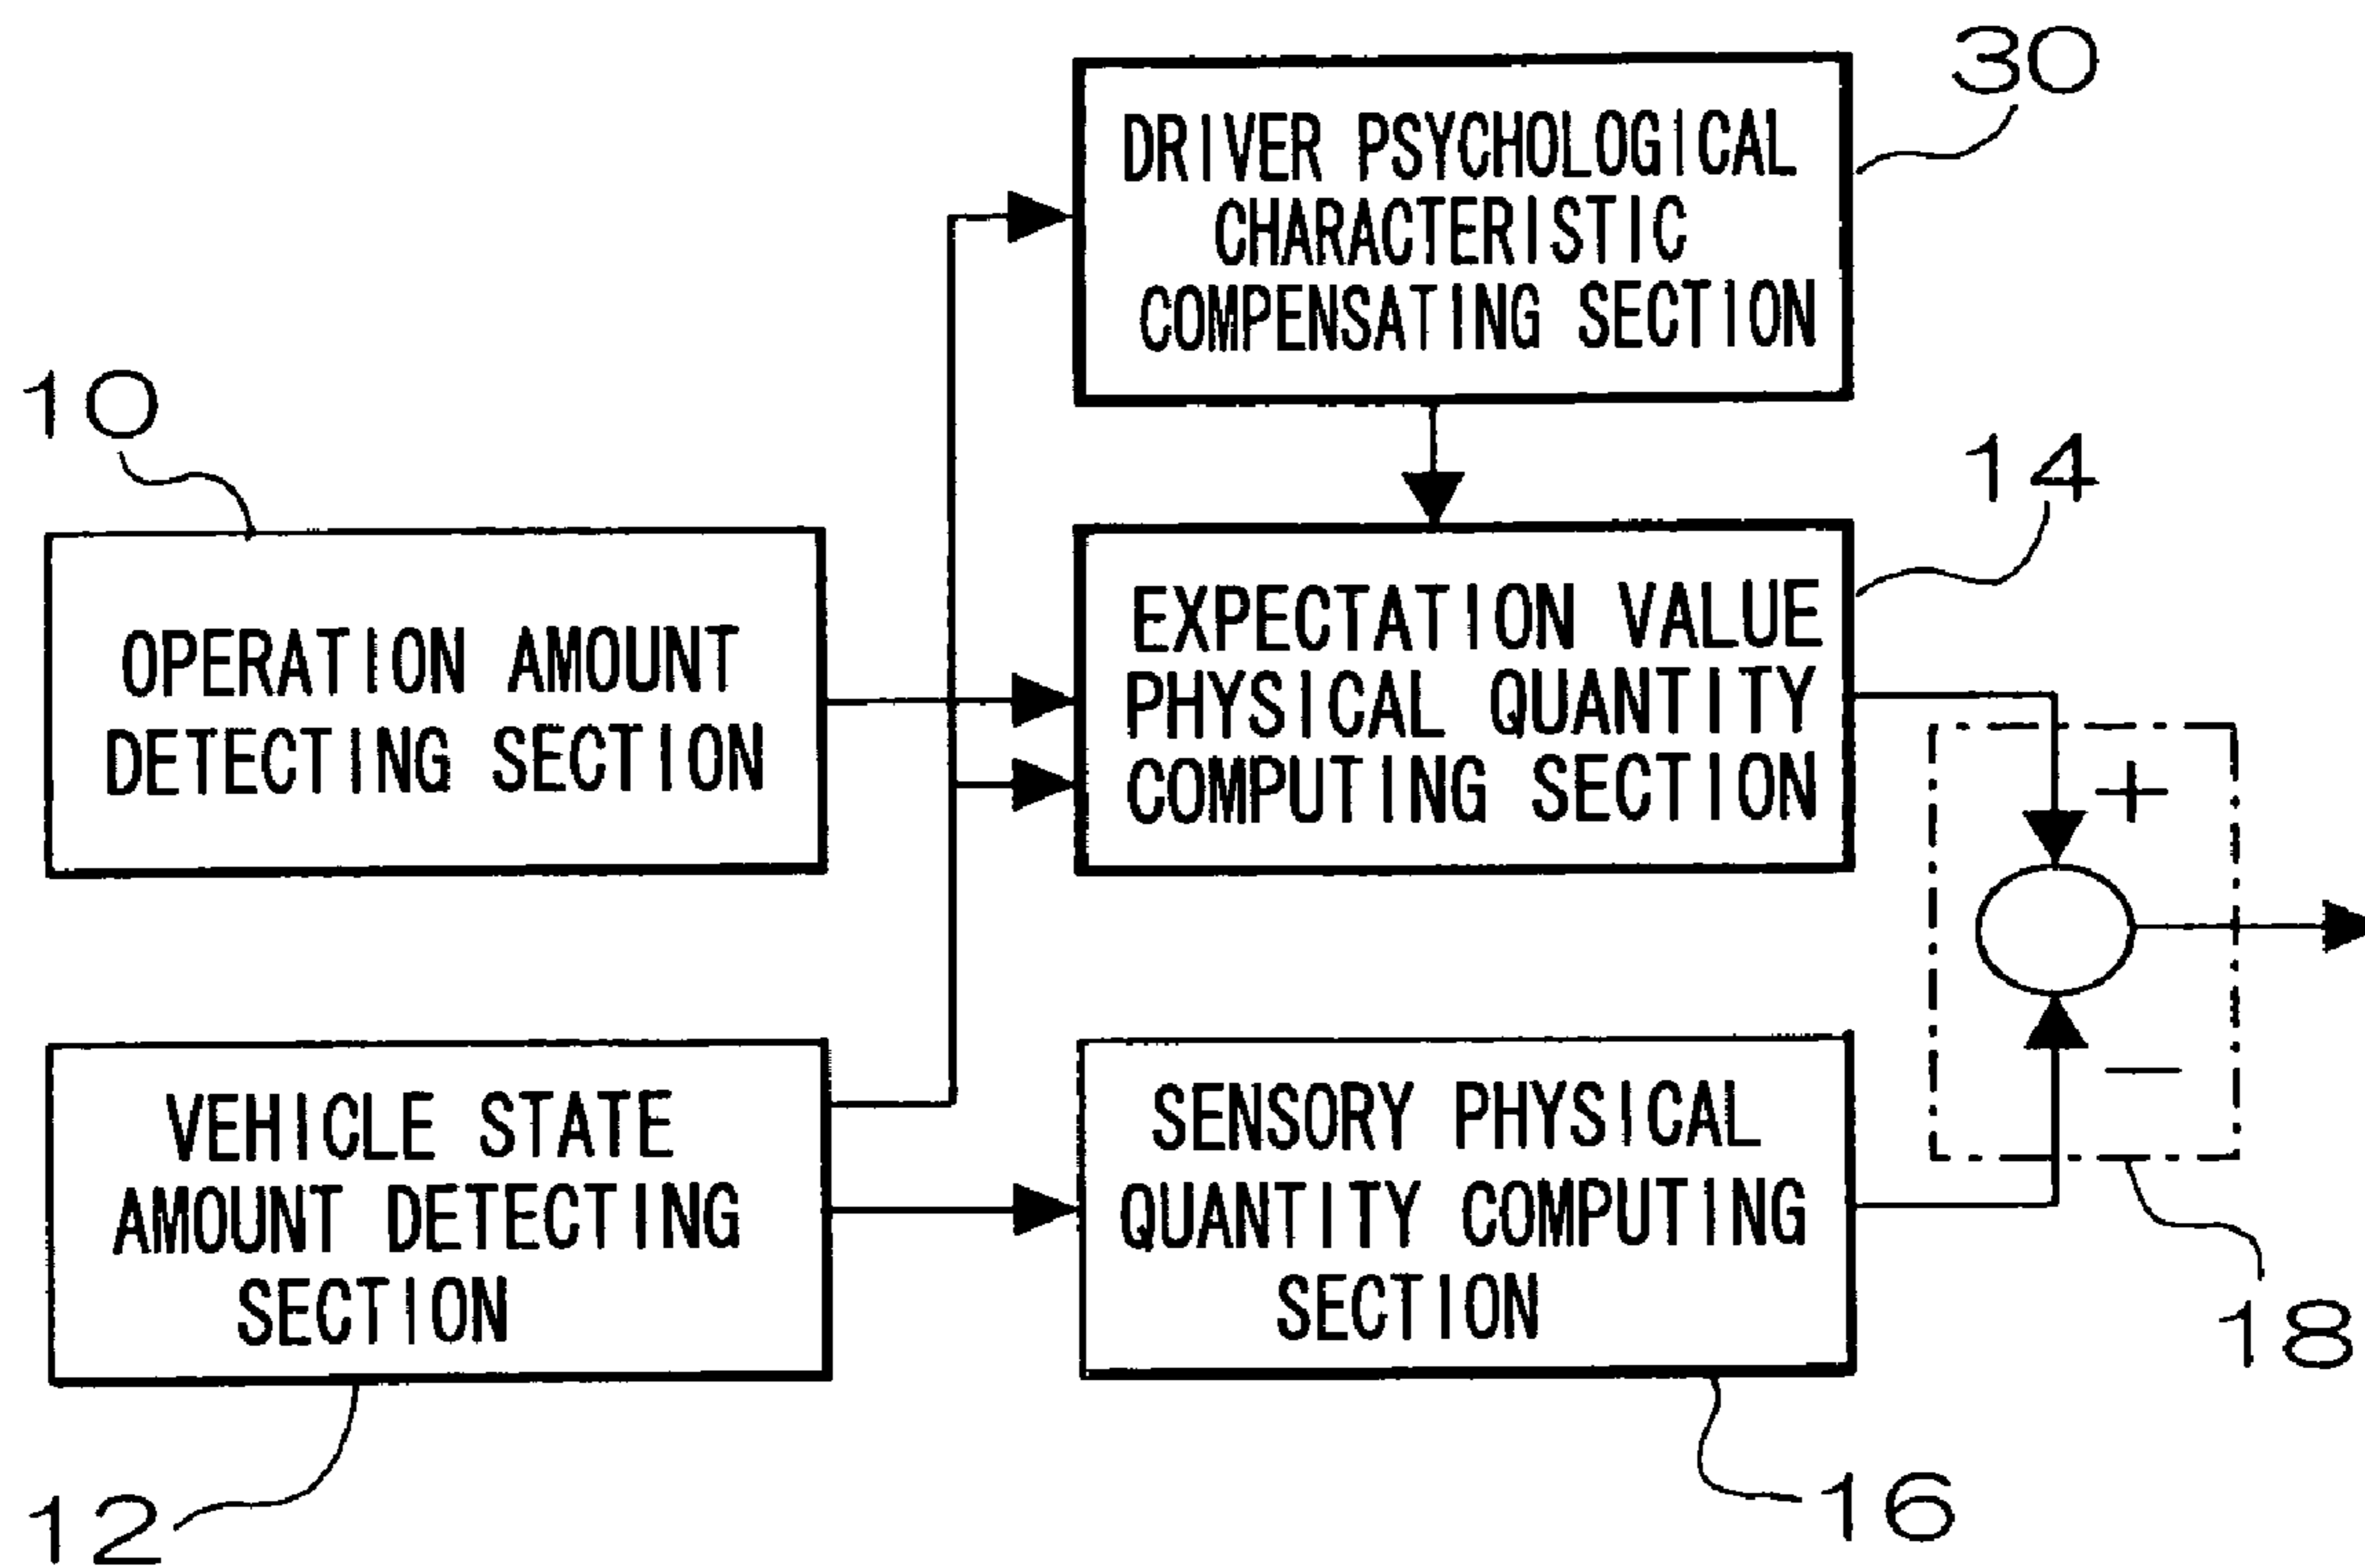 30
DRIVER PSYCHOLOGICAL
CHARACTERISTIC
COMPENSATING SECTION
10
14
OPERATION AMOUNT
DETECTING SECTION
EXPECTATION VALUE
PHYSICAL QUANTITY
COMPUTING SECTION
+
−
VEHICLE STATE
AMOUNT DETECTING
SECTION
SENSORY PHYSICAL
QUANTITY COMPUTING
SECTION
18
12
16